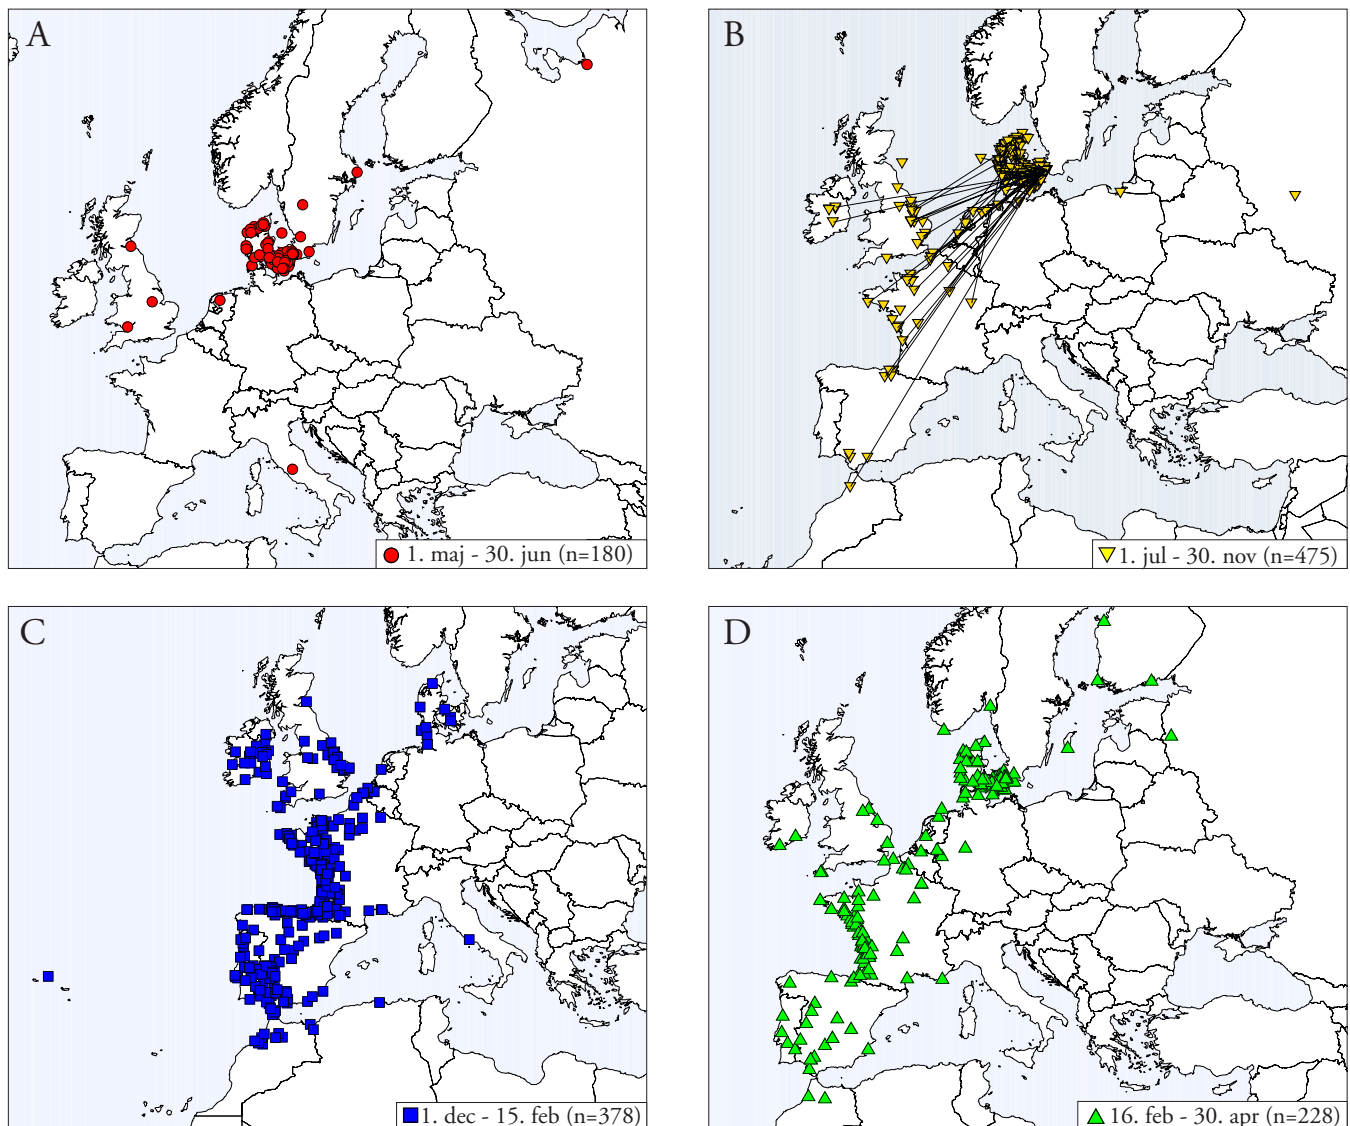 A
1. maj - 30. jun (n=180)
B
1. jul - 30. nov (n=475)
C
1. dec - 15. feb (n=378)
D
16. feb - 30. apr (n=228)